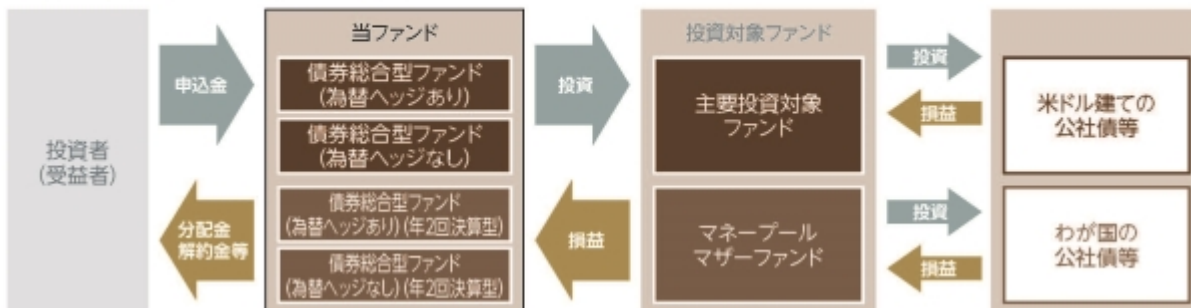 投資者
(受益者)
申込金
分配金
解約金等
当ファンド
債券総合型ファンド
(為替ヘッジあり)
債券総合型ファンド
(為替ヘッジなし)
債券総合型ファンド
(為替ヘッジあり)(年2回決算型)
債券総合型ファンド
(為替ヘッジなし)(年2回決算型)
投資
損益
投資対象ファンド
主要投資対象
ファンド
マネープール
マザーファンド
投資
損益
投資
損益
米ドル建ての
公社債等
わが国の
公社債等